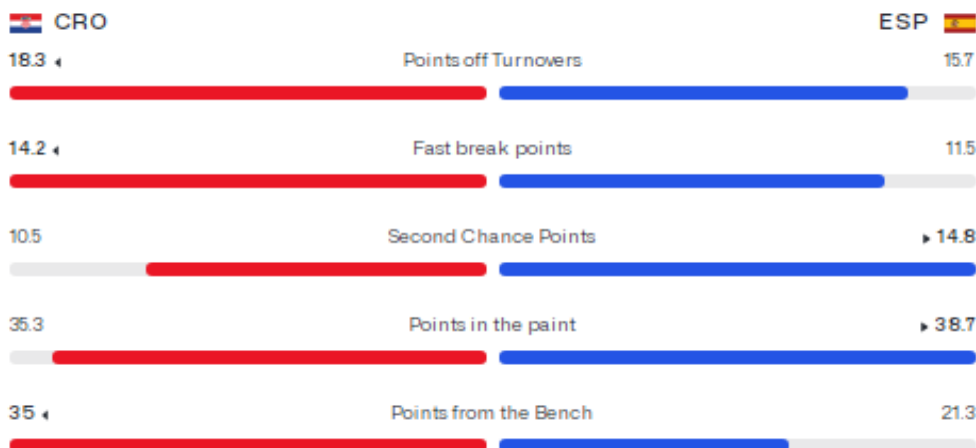 CRO ESP
18.3 Points off Turnovers 15.7
14.2 Fast break points 11.5
10.5 Second Chance Points 14.8
35.3 Points in the paint 38.7
35 Points from the Bench 21.3